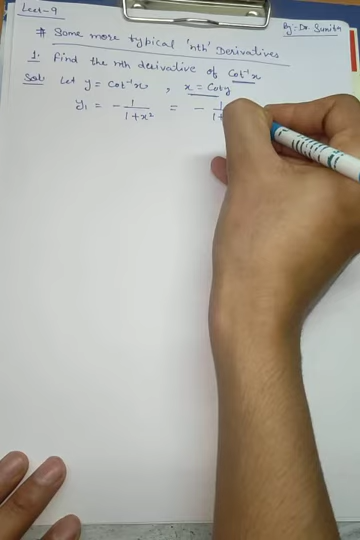 Lect-9
By: Dr. Sunita
# Some more typical 'nth' Derivatives
1. Find the nth derivative of Cot⁻¹x
Sol: Let y = Cot⁻¹x , x = Cot y
y₁ = - 1/(1+x²) = - 1/1+